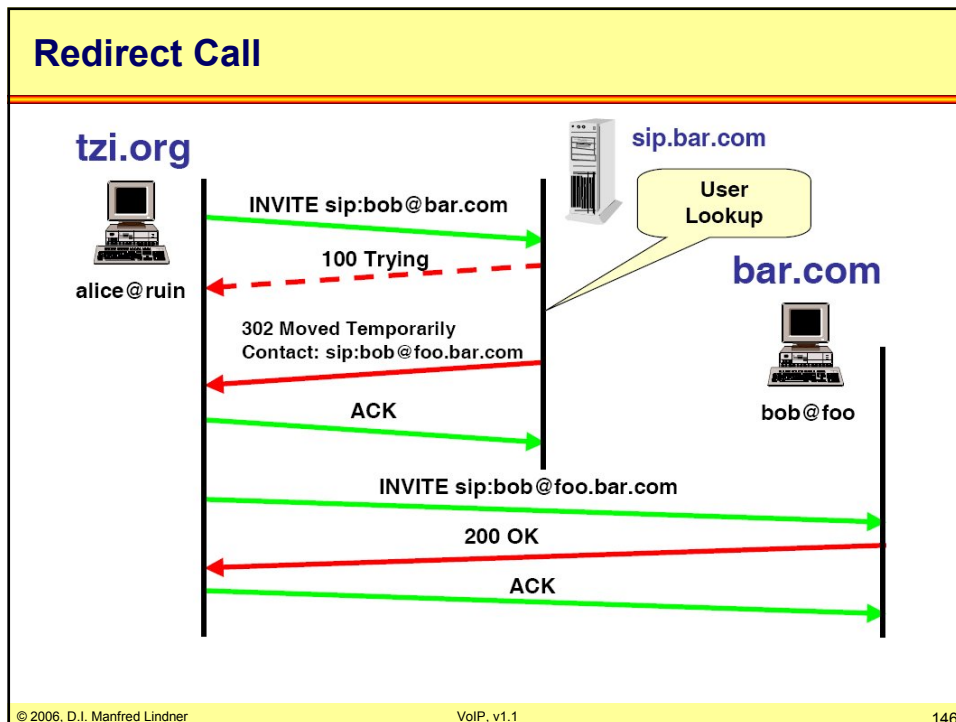 Redirect Call
tzi.org
sip.bar.com
User
Lookup
INVITE sip:bob@bar.com
100 Trying
bar.com
alice@ruin
302 Moved Temporarily
Contact: sip:bob@foo.bar.com
ACK
bob@foo
INVITE sip:bob@foo.bar.com
200 OK
ACK
© 2006, D.I. Manfred Lindner
VoIP, v1.1
146